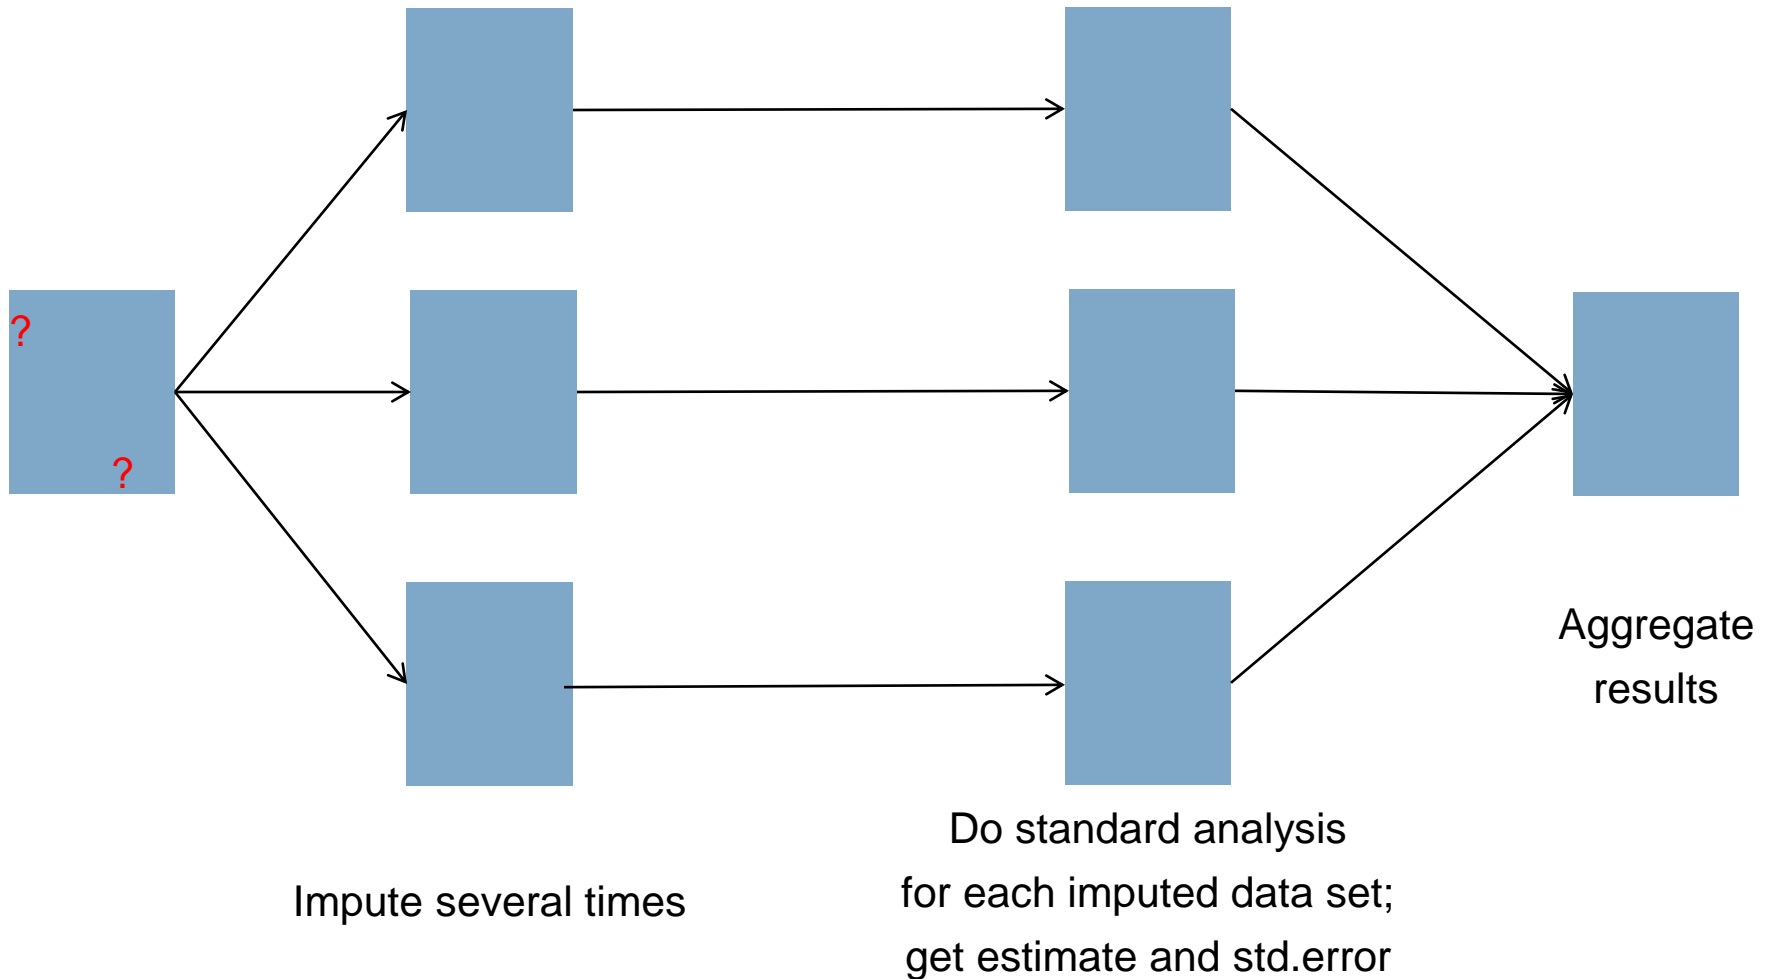 ?
?
Aggregate
results
Do standard analysis
for each imputed data set;
get estimate and std.error
Impute several times